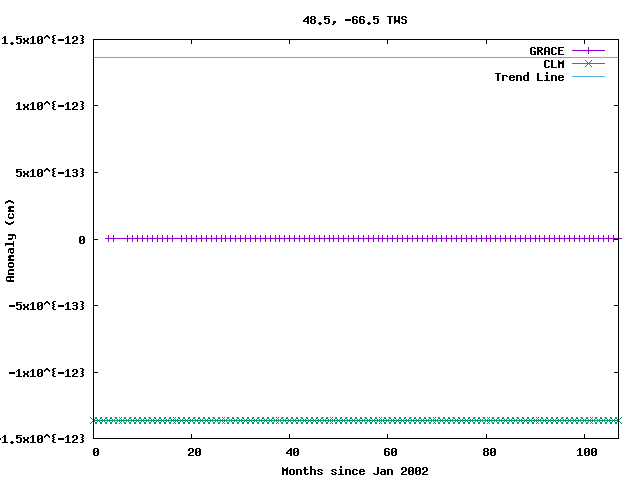 48.5, -66.5 TWS
1.5x10^{-12}
GRACE
CLM
Trend Line
1x10^{-12}
5x10^{-13}
0
-5x10^{-13}
-1x10^{-12}
-1.5x10^{-12}
Anomaly (cm)
0 20 40 60 80 100
Months since Jan 2002